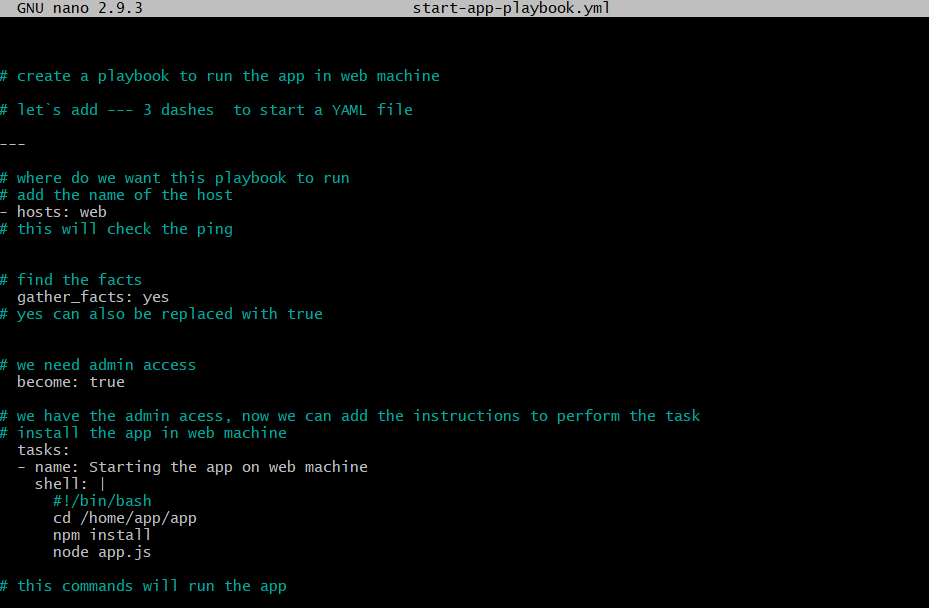 GNU nano 2.9.3 start-app-playbook.yml
# create a playbook to run the app in web machine
# let`s add --- 3 dashes  to start a YAML file
---
# where do we want this playbook to run
# add the name of the host
- hosts: web
# this will check the ping
# find the facts
  gather_facts: yes
# yes can also be replaced with true
# we need admin access
  become: true
# we have the admin acess, now we can add the instructions to perform the task
# install the app in web machine
  tasks:
  - name: Starting the app on web machine
    shell: |
      #!/bin/bash
      cd /home/app/app
      npm install
      node app.js
# this commands will run the app